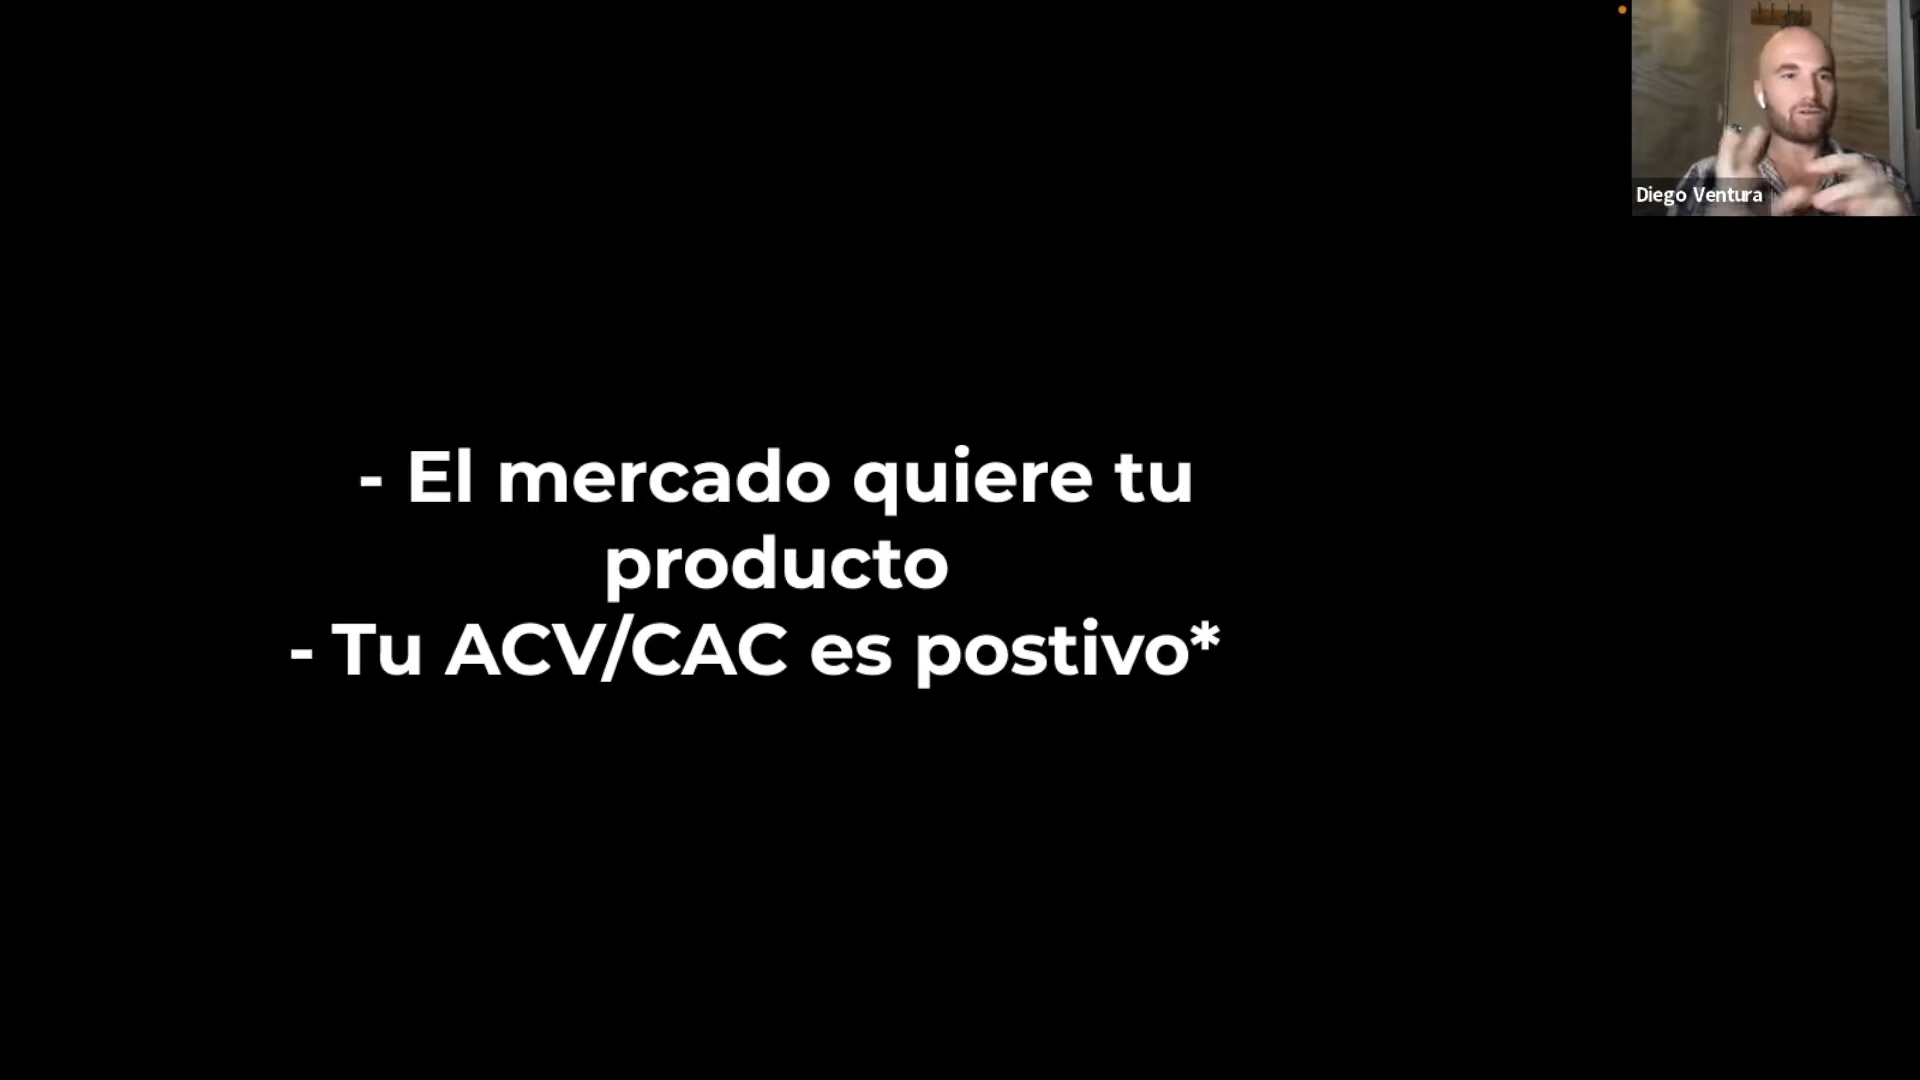 Diego Ventura
- El mercado quiere tu
producto
- Tu ACV/CAC es postivo*